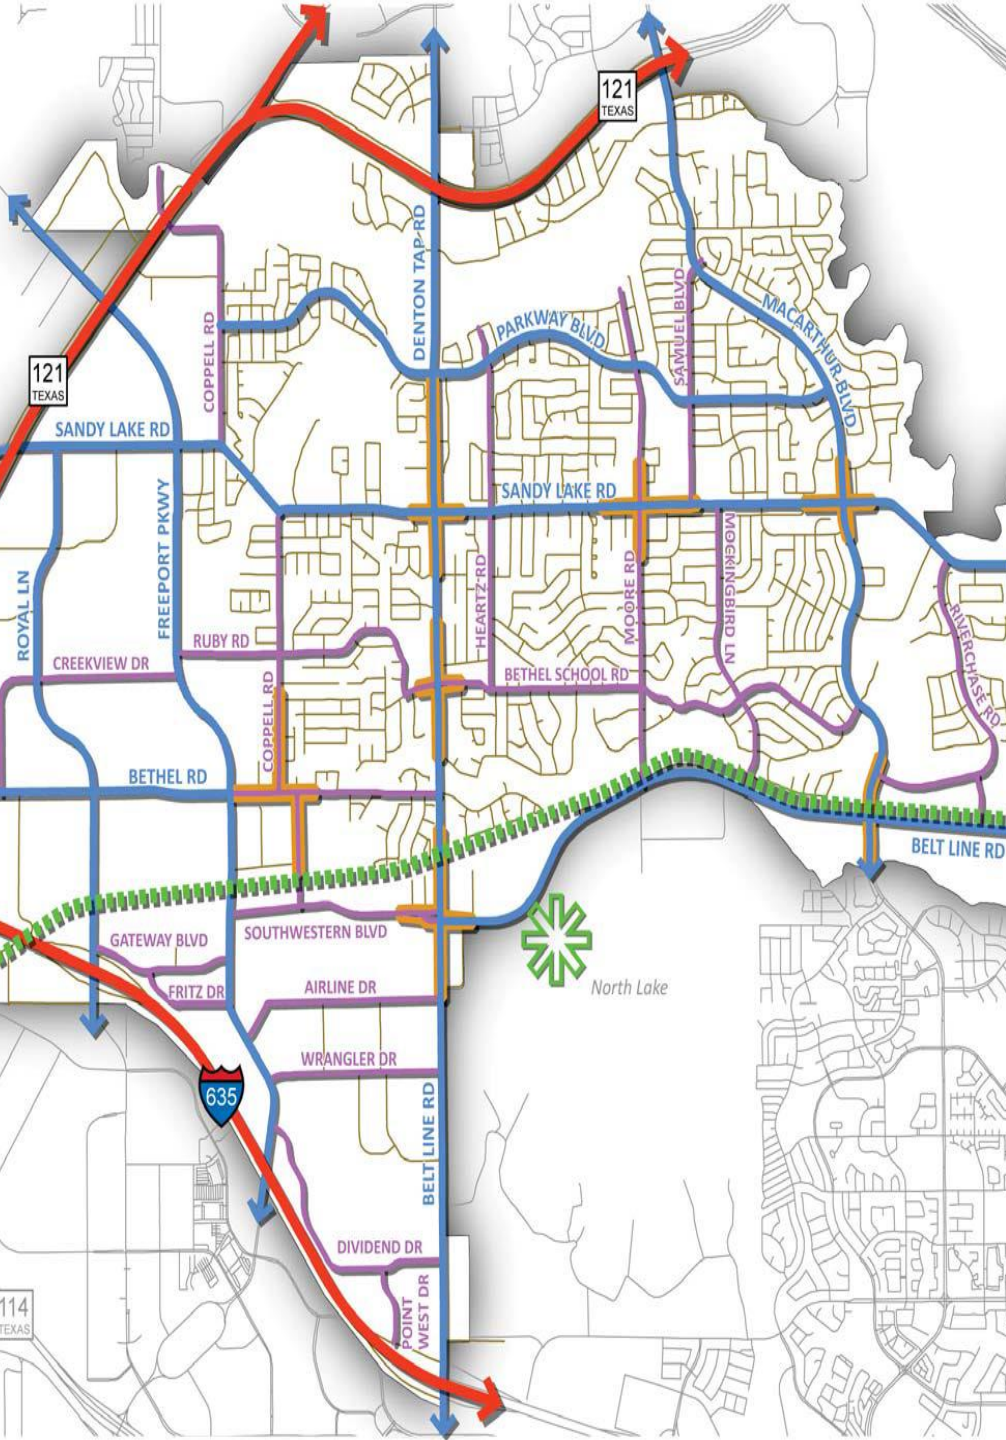 121
TEXAS
DENTON TAP RD
COPPELL RD
PARKWAY BLVD
SAMUEL BLVD
MACARTHUR BLVD
121
TEXAS
SANDY LAKE RD
SANDY LAKE RD
ROYAL LN
FREEPORT PKWY
HEARTZ RD
MOORE RD
MOCKINGBIRD LN
RIVERCHASE RD
RUBY RD
CREEKVIEW DR
BETHEL SCHOOL RD
COPPELL RD
BETHEL RD
BELT LINE RD
GATEWAY BLVD
SOUTHWESTERN BLVD
FRITZ DR
AIRLINE DR
North Lake
WRANGLER DR
635
BELT LINE RD
DIVIDEND DR
POINT
WEST DR
114
TEXAS